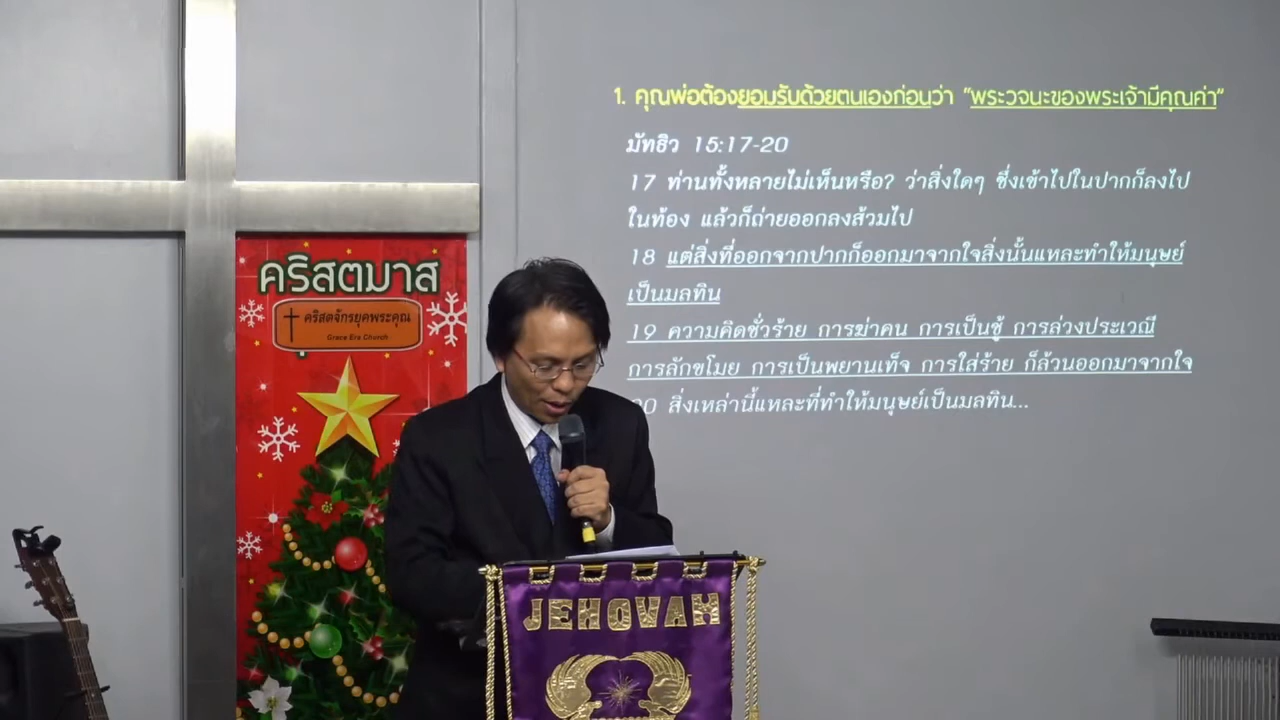 1. คุณพ่อต้องยอมรับด้วยตนเองก่อนว่า "พระวจนะของพระเจ้ามีคุณค่า"
มัทธิว 15:17-20
17 ท่านทั้งหลายไม่เห็นหรือ? ว่าสิ่งใดๆ ซึ่งเข้าไปในปากก็ลงไป
ในท้อง แล้วก็ถ่ายออกลงส้วมไป
18 แต่สิ่งที่ออกจากปากก็ออกมาจากใจสิ่งนั้นแหละทำให้มนุษย์
เป็นมลทิน
19 ความคิดชั่วร้าย การฆ่าคน การเป็นชู้ การล่วงประเวณี
การลักขโมย การเป็นพยานเท็จ การใส่ร้าย ก็ล้วนออกมาจากใจ
20 สิ่งเหล่านี้แหละที่ทำให้มนุษย์เป็นมลทิน...
คริสตมาส
คริสตจักรยุคพระคุณ
Grace Era Church
JEHOVAH